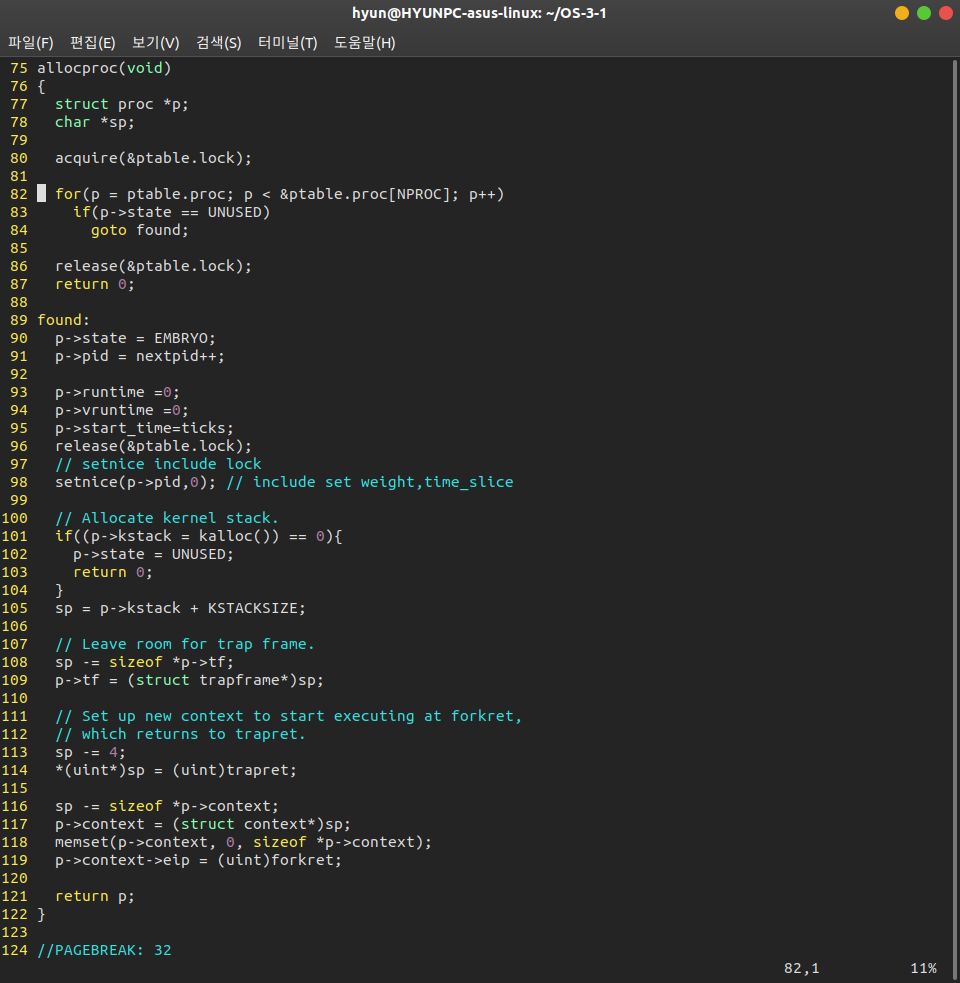 hyun@HYUNPC-asus-linux: ~/OS-3-1
파일(F) 편집(E) 보기(V) 검색(S) 터미널(T) 도움말(H)
75 allocproc(void)
76 {
77   struct proc *p;
78   char *sp;
79
80   acquire(&ptable.lock);
81
82   for(p = ptable.proc; p < &ptable.proc[NPROC]; p++)
83     if(p->state == UNUSED)
84       goto found;
85
86   release(&ptable.lock);
87   return 0;
88
89 found:
90   p->state = EMBRYO;
91   p->pid = nextpid++;
92
93   p->runtime =0;
94   p->vruntime =0;
95   p->start_time=ticks;
96   release(&ptable.lock);
97   // setnice include lock
98   setnice(p->pid,0); // include set weight,time_slice
99
100   // Allocate kernel stack.
101   if((p->kstack = kalloc()) == 0){
102     p->state = UNUSED;
103     return 0;
104   }
105   sp = p->kstack + KSTACKSIZE;
106
107   // Leave room for trap frame.
108   sp -= sizeof *p->tf;
109   p->tf = (struct trapframe*)sp;
110
111   // Set up new context to start executing at forkret,
112   // which returns to trapret.
113   sp -= 4;
114   *(uint*)sp = (uint)trapret;
115
116   sp -= sizeof *p->context;
117   p->context = (struct context*)sp;
118   memset(p->context, 0, sizeof *p->context);
119   p->context->eip = (uint)forkret;
120
121   return p;
122 }
123
124 //PAGEBREAK: 32
82,1 11%